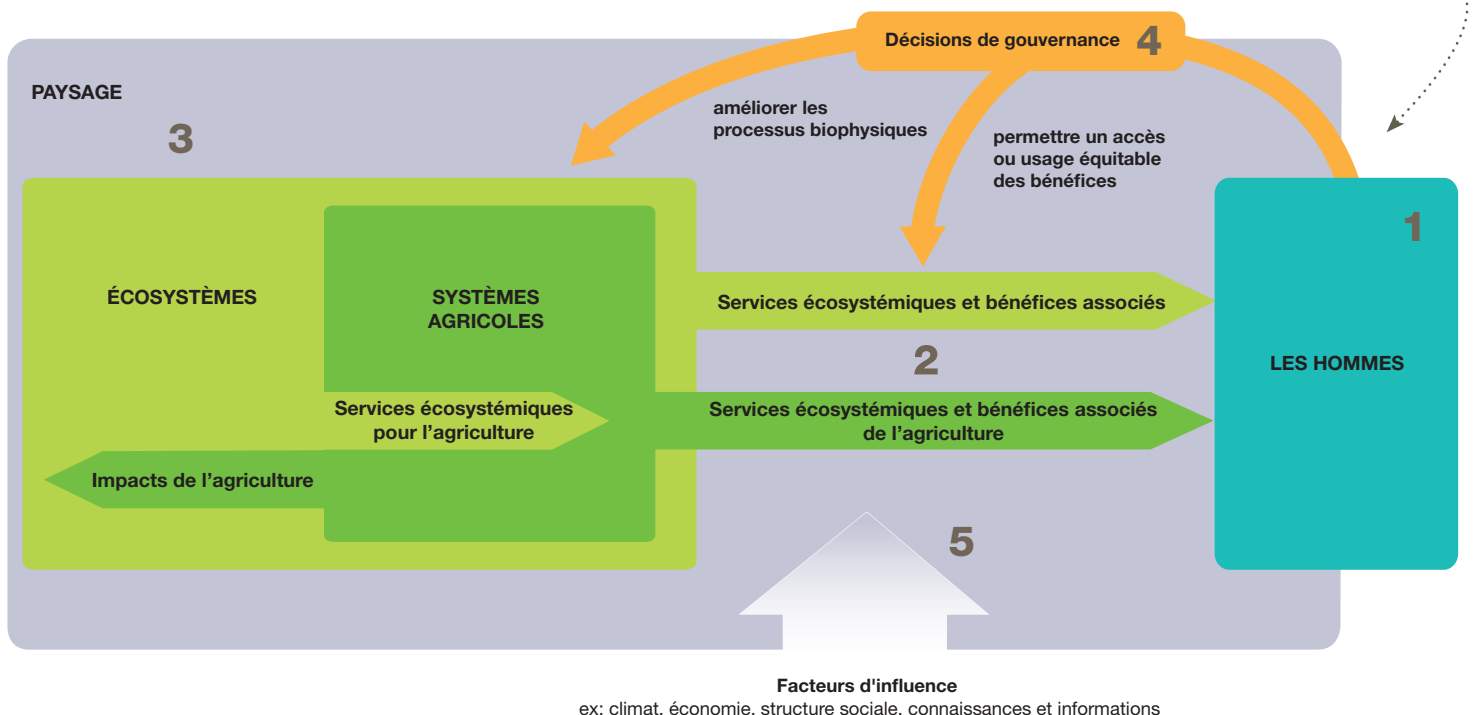 Décisions de gouvernance 4
PAYSAGE
3
améliorer les
processus biophysiques
permettre un accès
ou usage équitable
des bénéfices
1
ÉCOSYSTÈMES
SYSTÈMES
AGRICOLES
Services écosystémiques et bénéfices associés
2
LES HOMMES
Services écosystémiques
pour l’agriculture
Services écosystémiques et bénéfices associés
de l’agriculture
Impacts de l’agriculture
5
Facteurs d'influence
ex: climat, économie, structure sociale, connaissances et informations